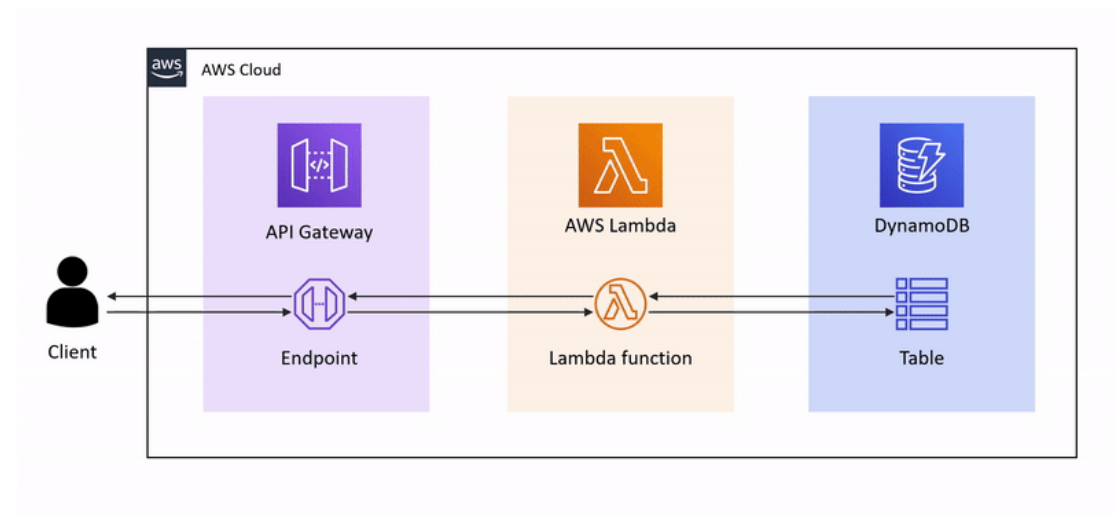 aws
AWS Cloud
API Gateway
AWS Lambda
DynamoDB
</>
Client
Endpoint
Lambda function
Table